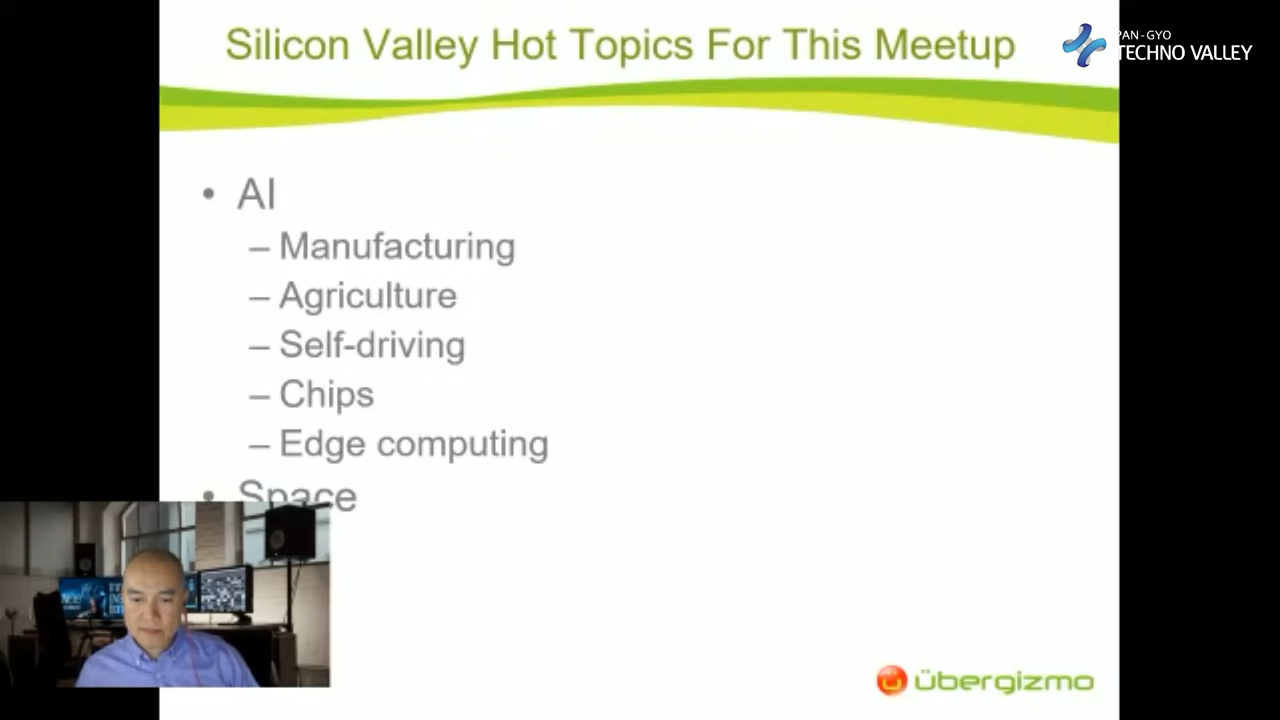 Silicon Valley Hot Topics For This Meetup
PAN-GYO
TECHNO VALLEY
• AI
– Manufacturing
– Agriculture
– Self-driving
– Chips
– Edge computing
• Space
übergizmo